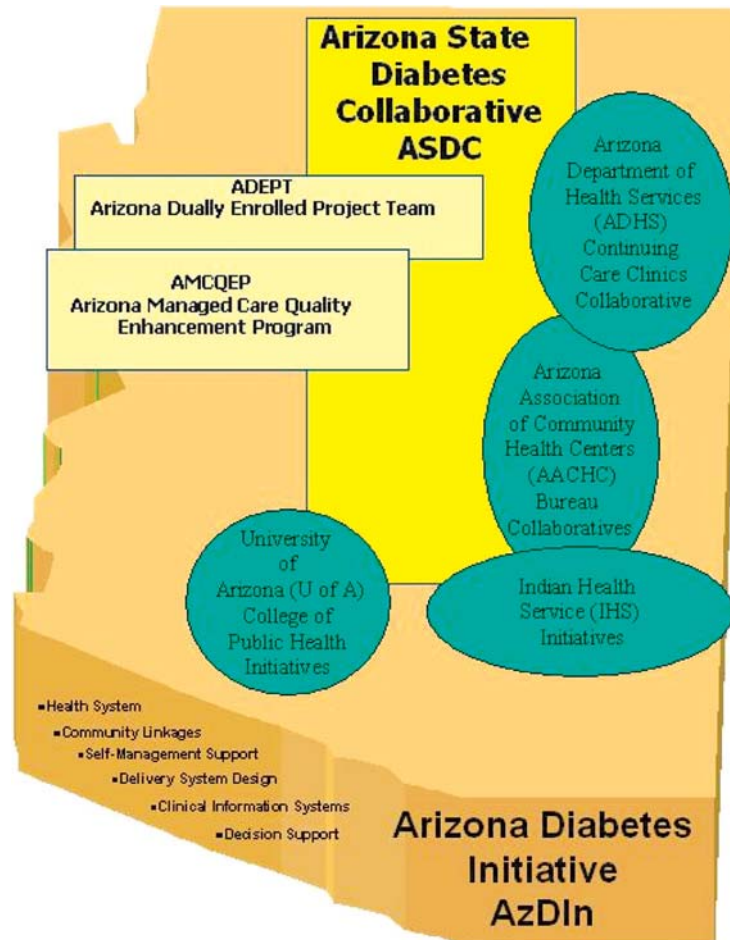 Arizona State
Diabetes
Collaborative
ASDC
ADEPT
Arizona Dually Enrolled Project Team
AMCQEP
Arizona Managed Care Quality
Enhancement Program
Arizona
Department of
Health Services
(ADHS)
Continuing
Care Clinics
Collaborative
Arizona
Association
of Community
Health Centers
(AACHC)
Bureau
Collaboratives
University
of
Arizona (U of A)
College of
Public Health
Initiatives
Indian Health
Service (IHS)
Initiatives
▪Health System
▪Community Linkages
▪Self-Management Support
▪Delivery System Design
▪Clinical Information Systems
▪Decision Support
Arizona Diabetes
Initiative
AzDIn